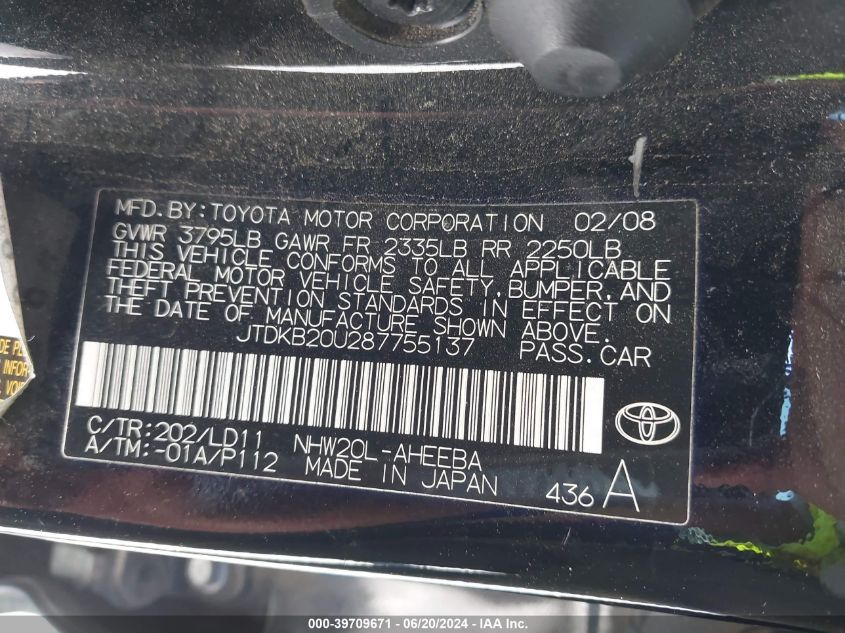 MFD. BY: TOYOTA MOTOR CORPORATION 02/08
GVWR 3795LB GAWR FR 2335LB RR 2250LB
THIS VEHICLE CONFORMS TO ALL APPLICABLE
FEDERAL MOTOR VEHICLE SAFETY, BUMPER, AND
THEFT PREVENTION STANDARDS IN EFFECT ON
THE DATE OF MANUFACTURE SHOWN ABOVE.
JTDKB20U287755137 PASS. CAR
C/TR: 202/LD11 NHW20L-AHEEBA
A/TM: -01A/P112 MADE IN JAPAN
436 A
DE
INFOR
VOID
000-39709671 - 06/20/2024 - IAA Inc.